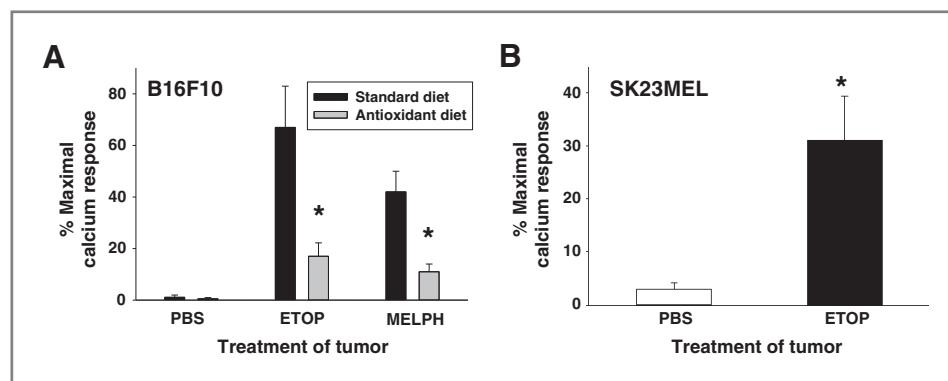 A
B16F10
Standard diet
Antioxidant diet
% Maximal
calcium response
80
60
40
20
0
*
*
PBS
ETOP
MELPH
Treatment of tumor
B
SK23MEL
% Maximal
calcium response
40
30
20
10
0
*
PBS
ETOP
Treatment of tumor